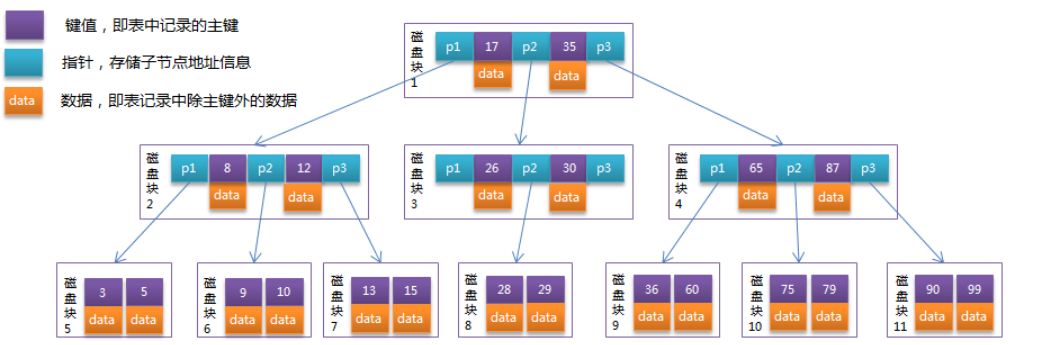 键值，即表中记录的主键
指针，存储子节点地址信息
data 数据，即表记录中除主键外的数据
磁盘块1 p1 17 p2 35 p3
data data
磁盘块2 p1 8 p2 12 p3
data data
磁盘块3 p1 26 p2 30 p3
data data
磁盘块4 p1 65 p2 87 p3
data data
磁盘块5 3 5
data data
磁盘块6 9 10
data data
磁盘块7 13 15
data data
磁盘块8 28 29
data data
磁盘块9 36 60
data data
磁盘块10 75 79
data data
磁盘块11 90 99
data data